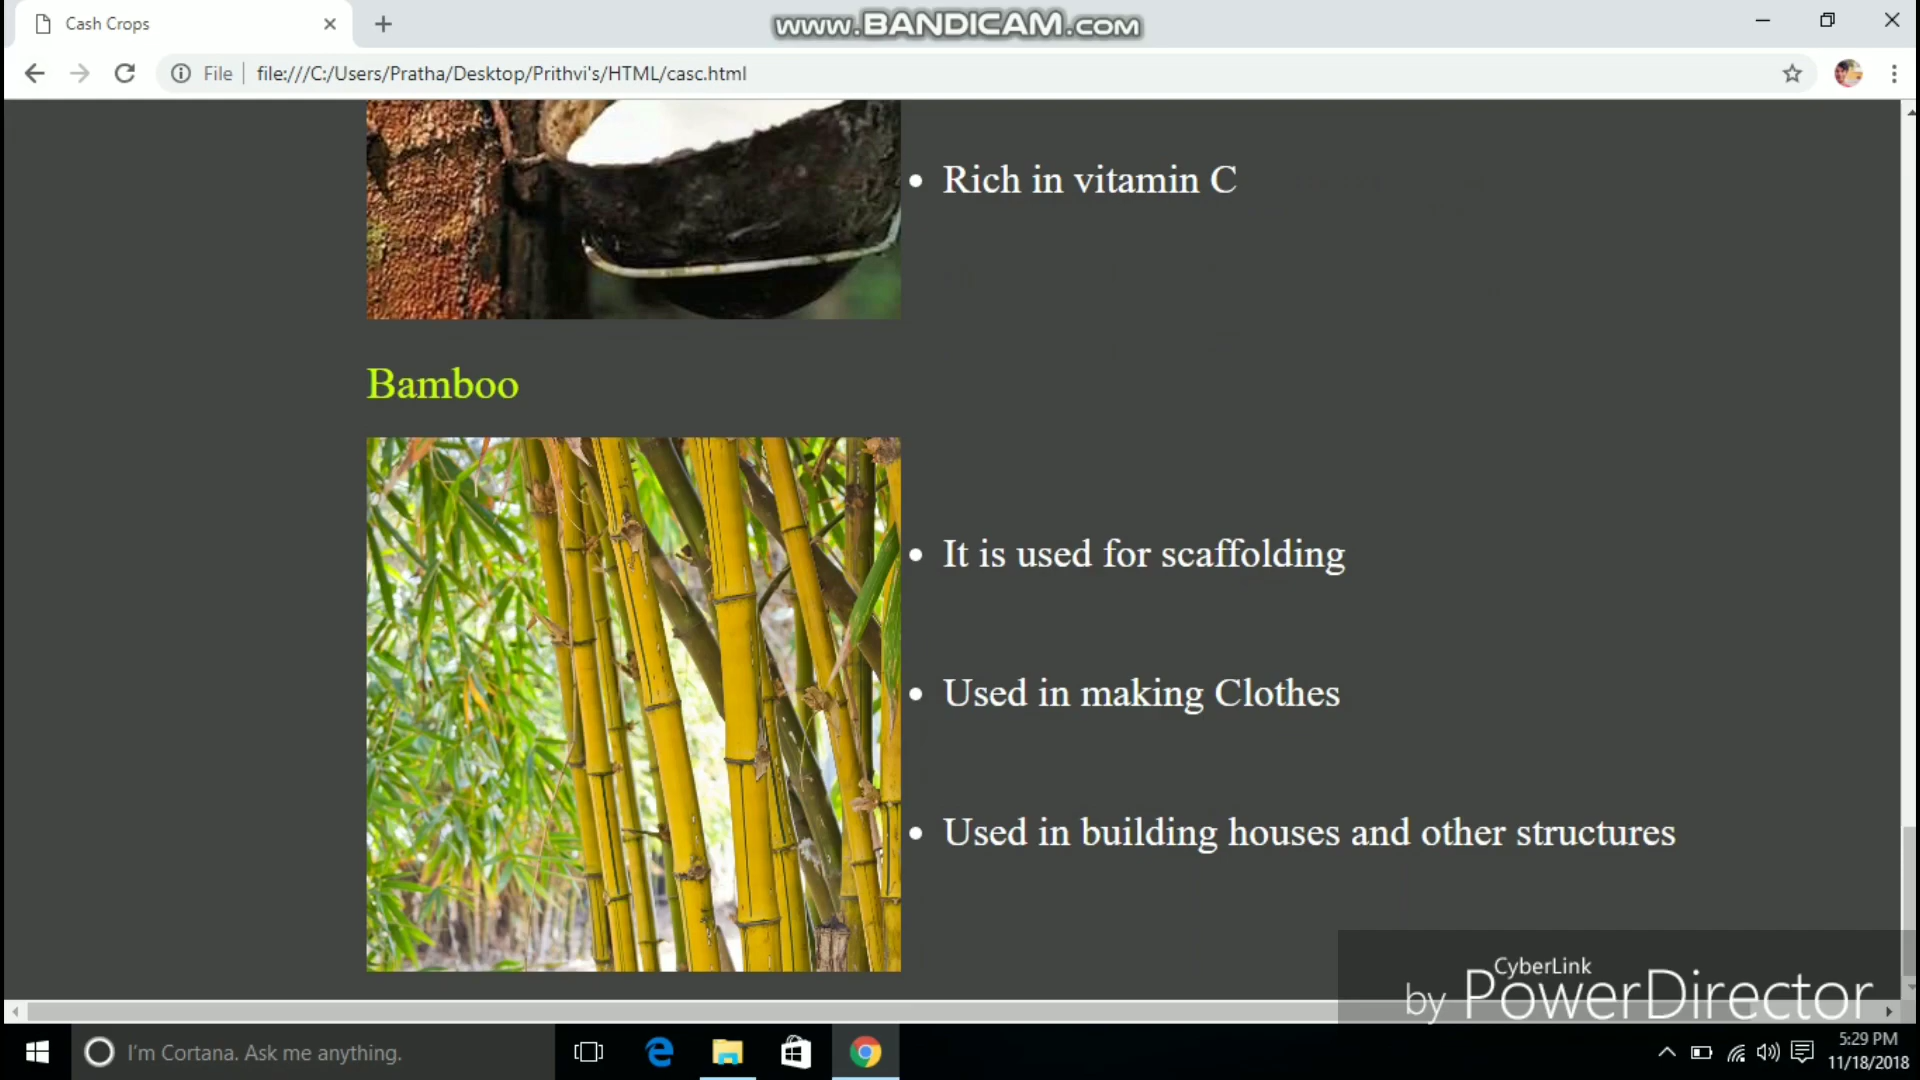 Cash Crops
www.BANDICAM.com
File
file:///C:/Users/Pratha/Desktop/Prithvi's/HTML/casc.html
Rich in vitamin C
Bamboo
It is used for scaffolding
Used in making Clothes
Used in building houses and other structures
by CyberLink PowerDirector
I'm Cortana. Ask me anything.
5:29 PM
11/18/2018